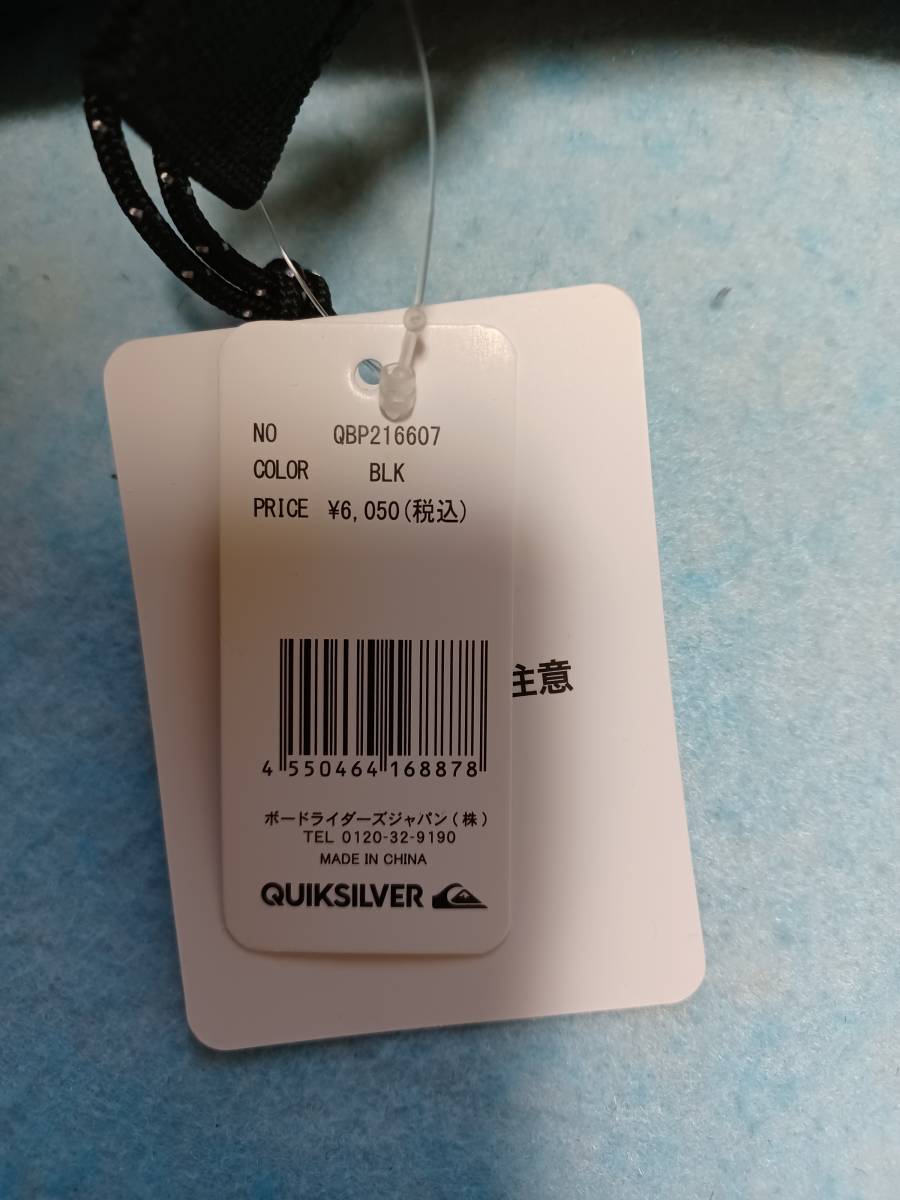 NO QBP216607
COLOR BLK
PRICE ¥6,050(税込)
注意
4 550464 168878
ボードライダーズジャパン(株)
TEL 0120-32-9190
MADE IN CHINA
QUIKSILVER